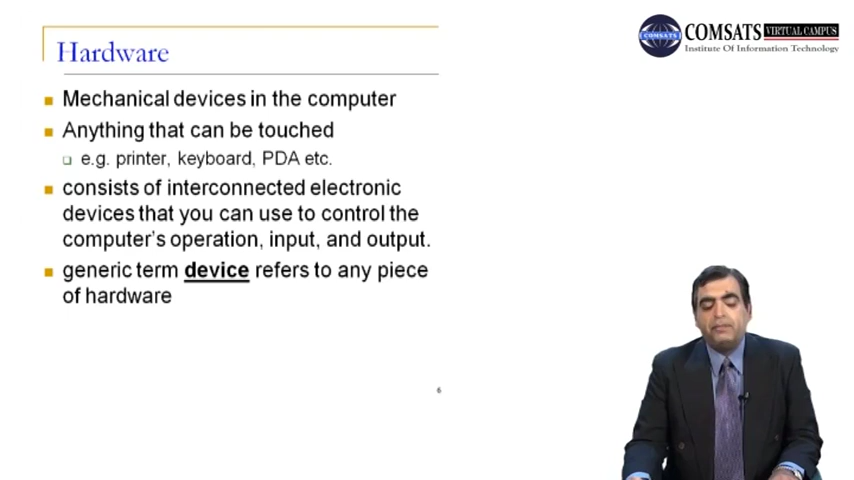 COMSATS VIRTUAL CAMPUS
COMSATS
Institute Of Information Technology
Hardware
Mechanical devices in the computer
Anything that can be touched
e.g. printer, keyboard, PDA etc.
consists of interconnected electronic
devices that you can use to control the
computer's operation, input, and output.
generic term device refers to any piece
of hardware
6